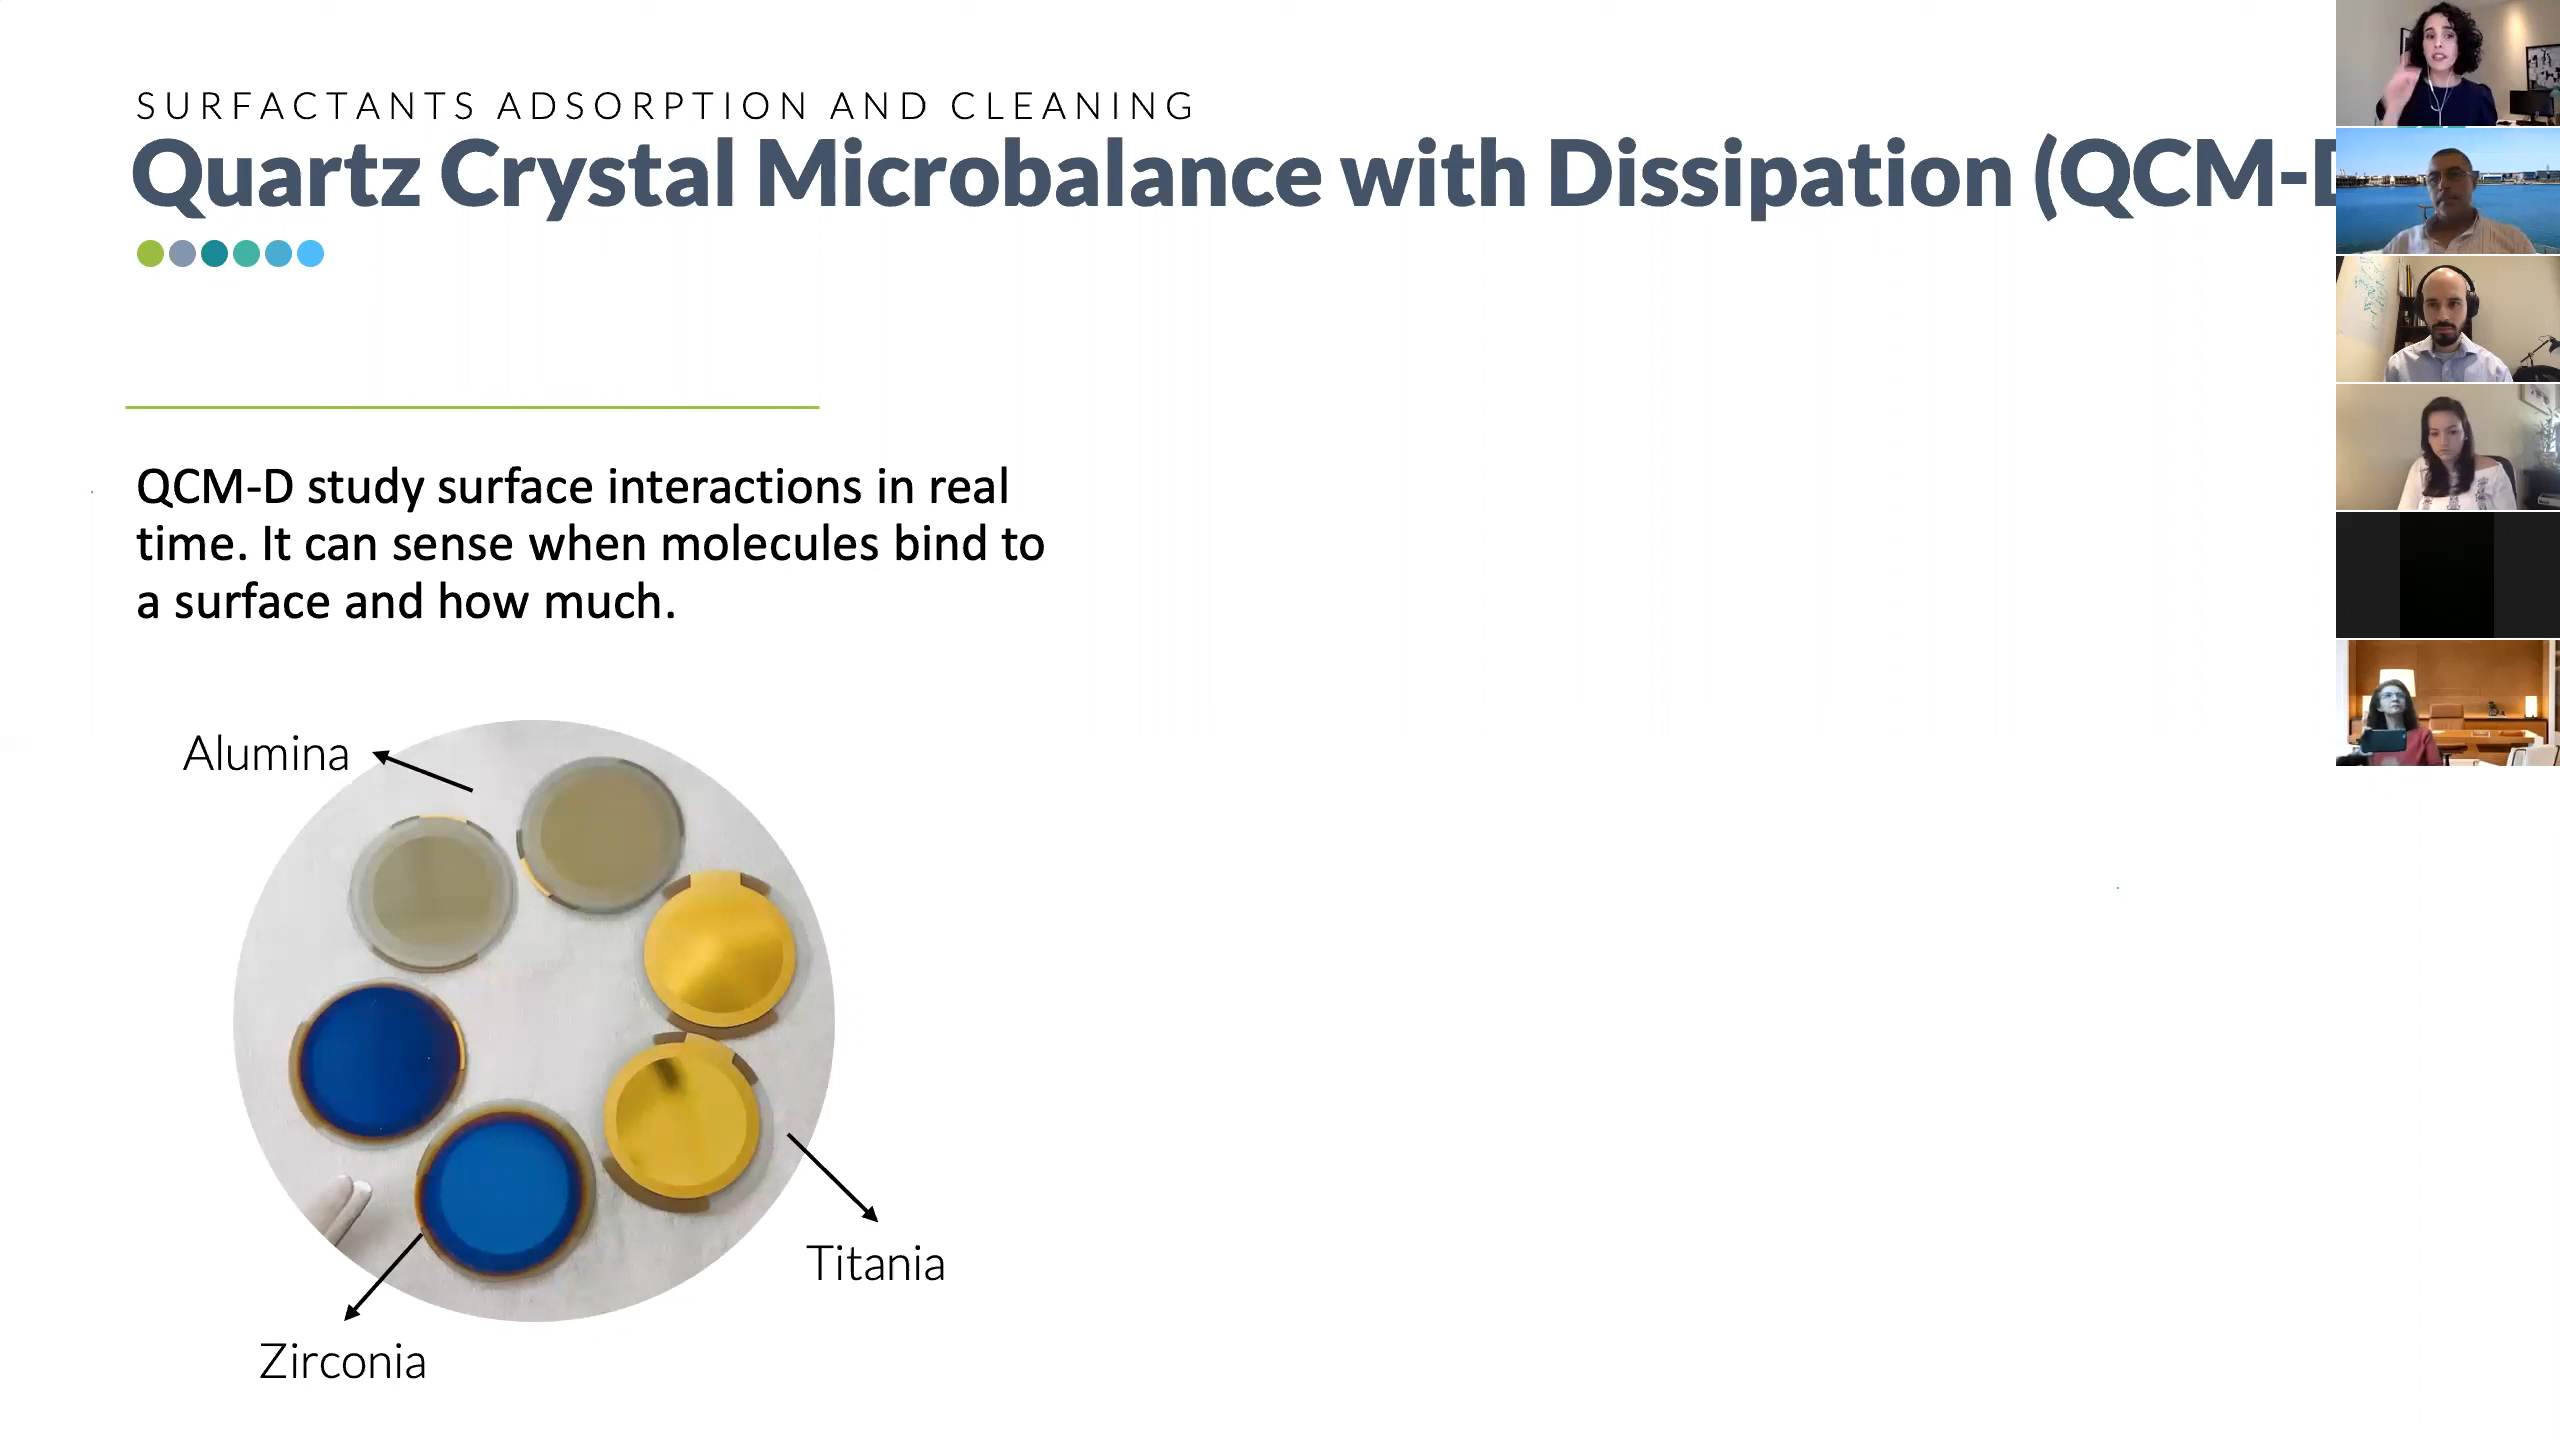 SURFACTANTS ADSORPTION AND CLEANING
Quartz Crystal Microbalance with Dissipation (QCM-D
QCM-D study surface interactions in real
time. It can sense when molecules bind to
a surface and how much.
Alumina
Titania
Zirconia